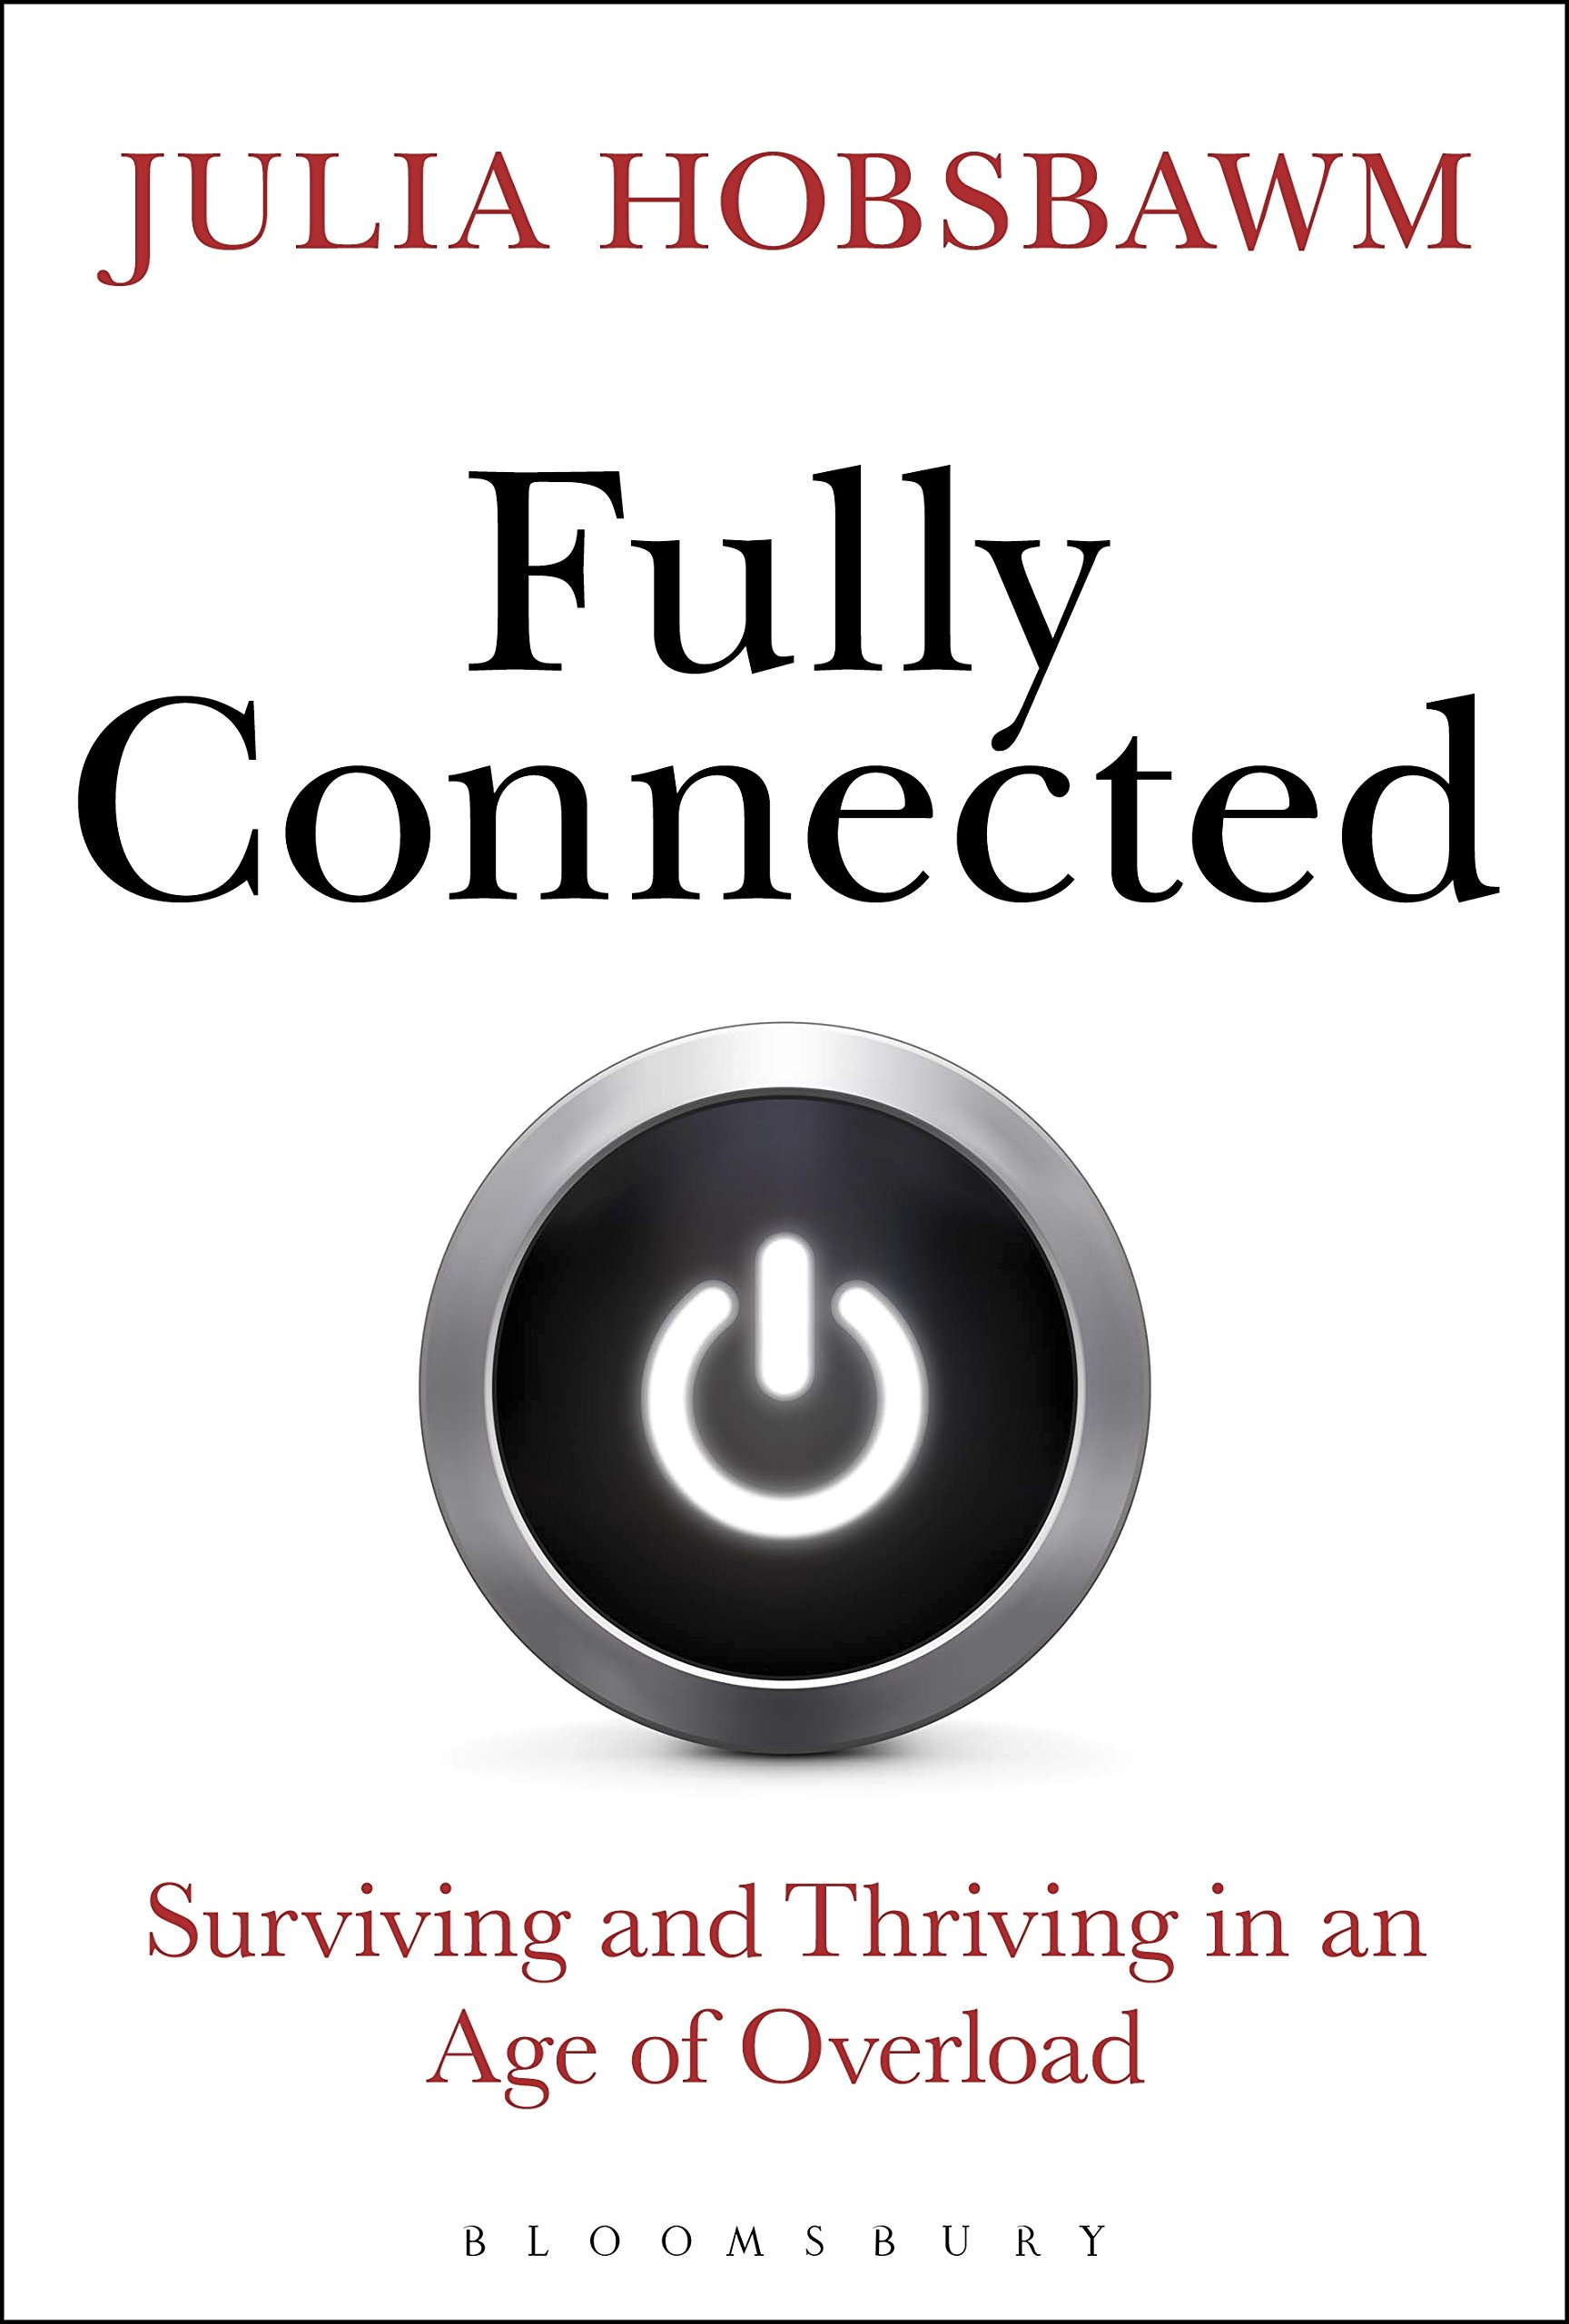 JULIA HOBSBAWM
Fully
Connected
Surviving and Thriving in an
Age of Overload
BLOOMSBURY